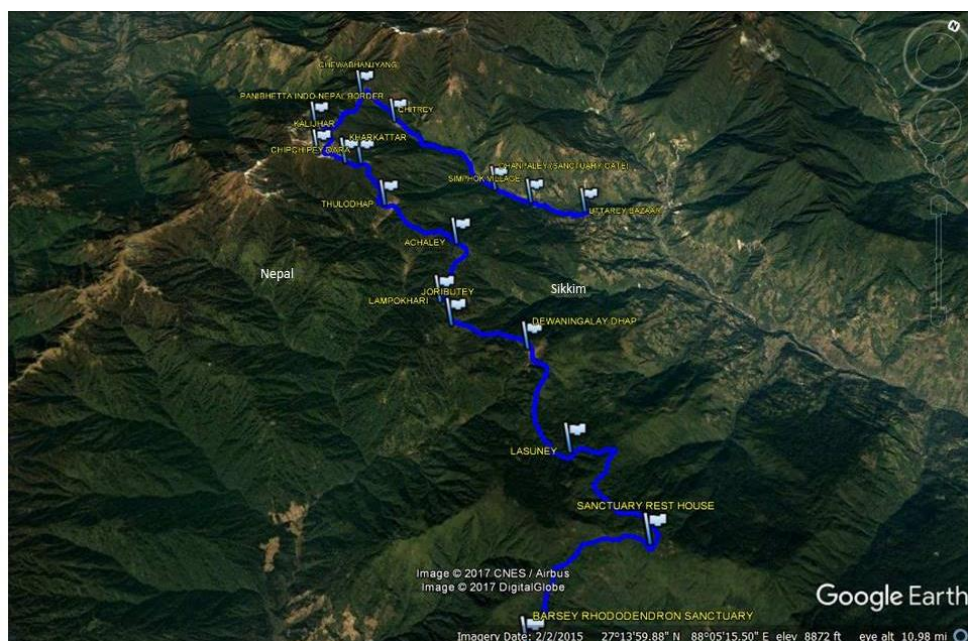 CHEWABHANJYANG
PANIBHETTA INDO-NEPAL BORDER
CHITREY
KALIJHAR
KHARKATTAR
CHIPCHIPEY DARA
DHANPALEY (SANCTUARY GATE)
SIMPHOK VILLAGE
THULODHAP
UTTAREY BAZAAR
ACHALEY
Nepal
Sikkim
JORIBUTEY
LAMPOKHARI
DEWANINGALAY DHAP
LASUNEY
SANCTUARY REST HOUSE
Image © 2017 CNES / Airbus
Image © 2017 DigitalGlobe
Google Earth
BARSEY RHODODENDRON SANCTUARY
Imagery Date: 2/2/2015 27°13'59.88" N 88°05'15.50" E elev 8872 ft eye alt 10.98 mi
N